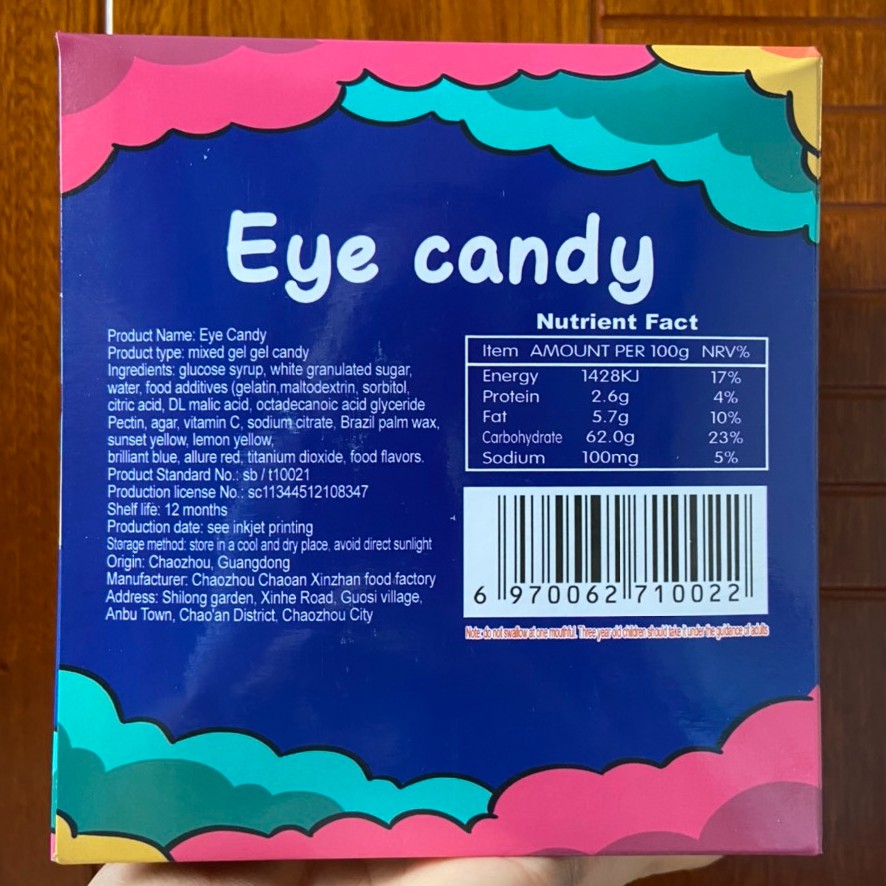 Eye candy
Product Name: Eye Candy
Product type: mixed gel gel candy
Ingredients: glucose syrup, white granulated sugar,
water, food additives (gelatin,maltodextrin, sorbitol,
citric acid, DL malic acid, octadecanoic acid glyceride
Pectin, agar, vitamin C, sodium citrate, Brazil palm wax,
sunset yellow, lemon yellow,
brilliant blue, allure red, titanium dioxide, food flavors.
Product Standard No.: sb / t10021
Production license No.: sc11344512108347
Shelf life: 12 months
Production date: see inkjet printing
Storage method: store in a cool and dry place, avoid direct sunlight
Origin: Chaozhou, Guangdong
Manufacturer: Chaozhou Chaoan Xinzhan food factory
Address: Shilong garden, Xinhe Road, Guosi village,
Anbu Town, Chao'an District, Chaozhou City
Nutrient Fact
Item AMOUNT PER 100g NRV%
Energy 1428KJ 17%
Protein 2.6g 4%
Fat 5.7g 10%
Carbohydrate 62.0g 23%
Sodium 100mg 5%
6 970062 710022
Note: do not swallow at one mouthful. Three year old children should take it under the guidance of adults